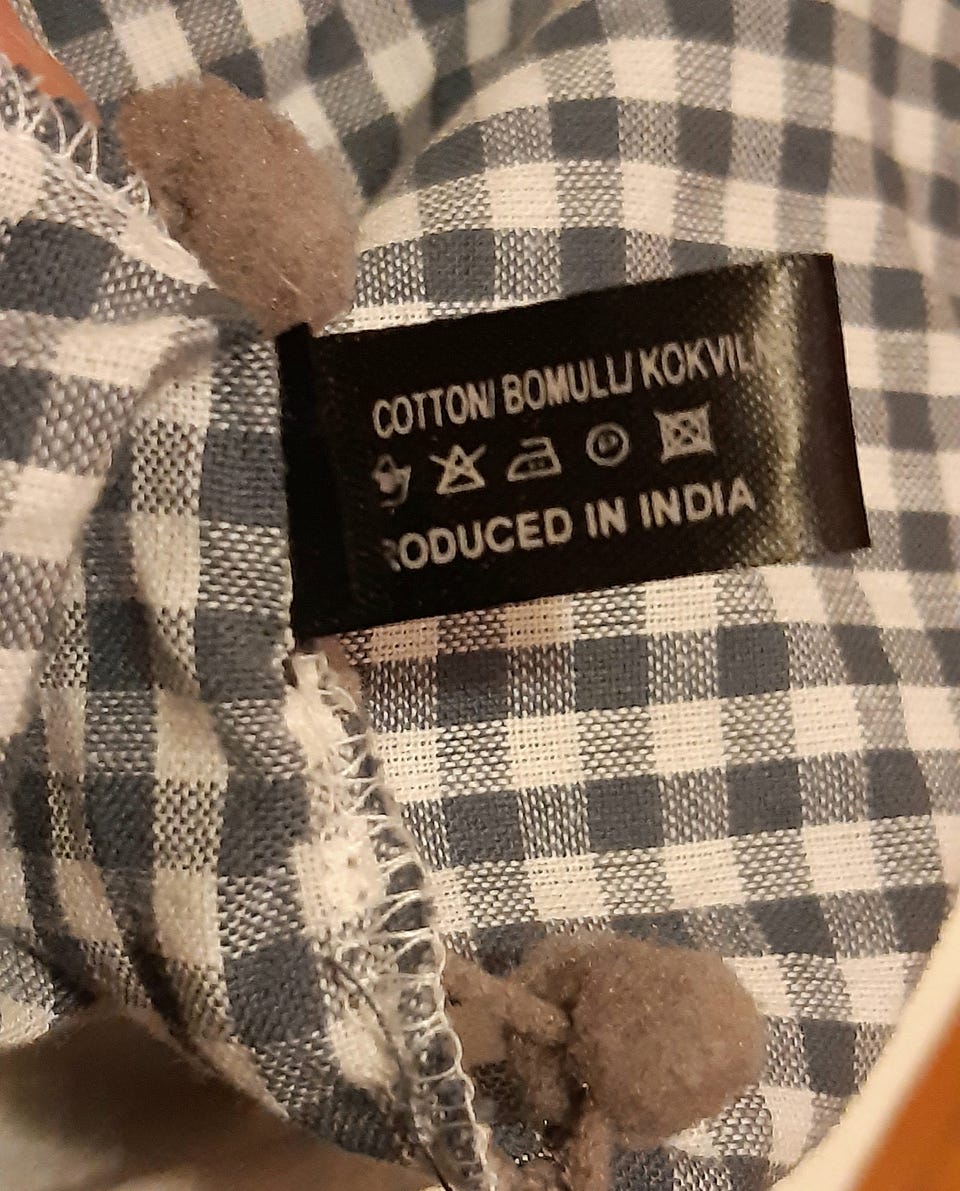 COTTON/ BOMULL/ KOKVIL
RODUCED IN INDIA